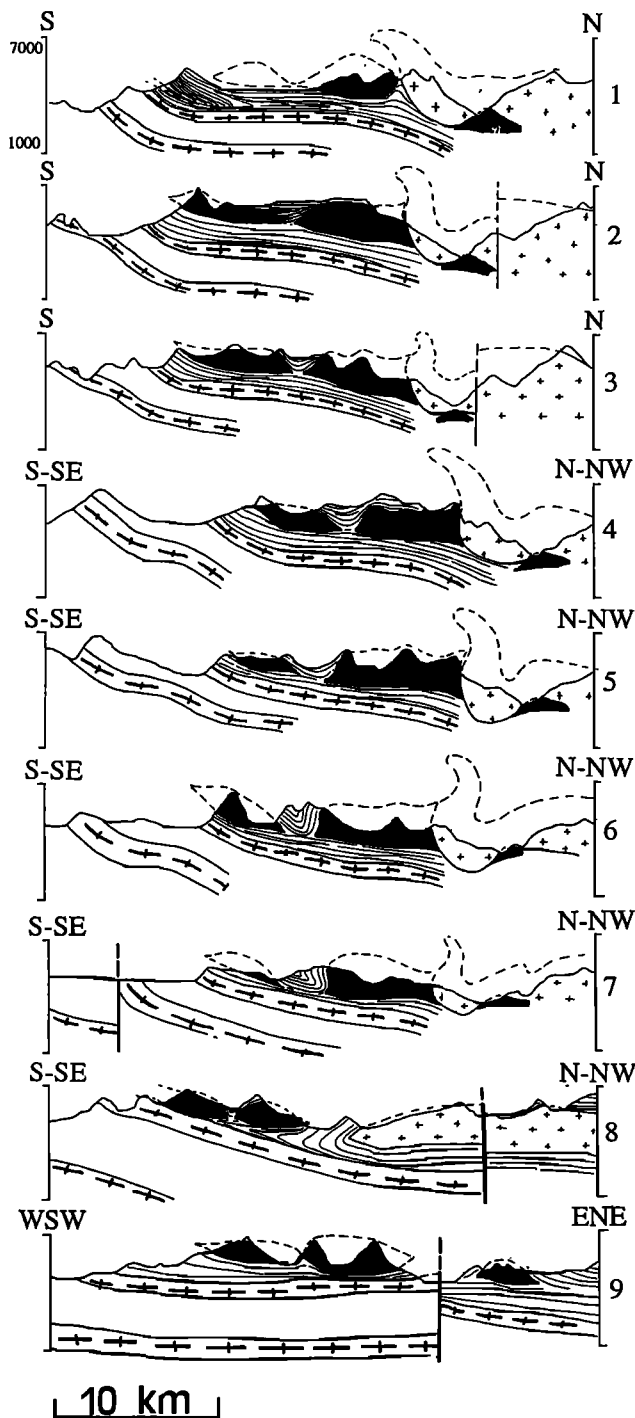 S N
7000
1
1000
S N
2
S N
3
S-SE N-NW
4
S-SE N-NW
5
S-SE N-NW
6
S-SE N-NW
7
S-SE N-NW
8
WSW ENE
9
10 km